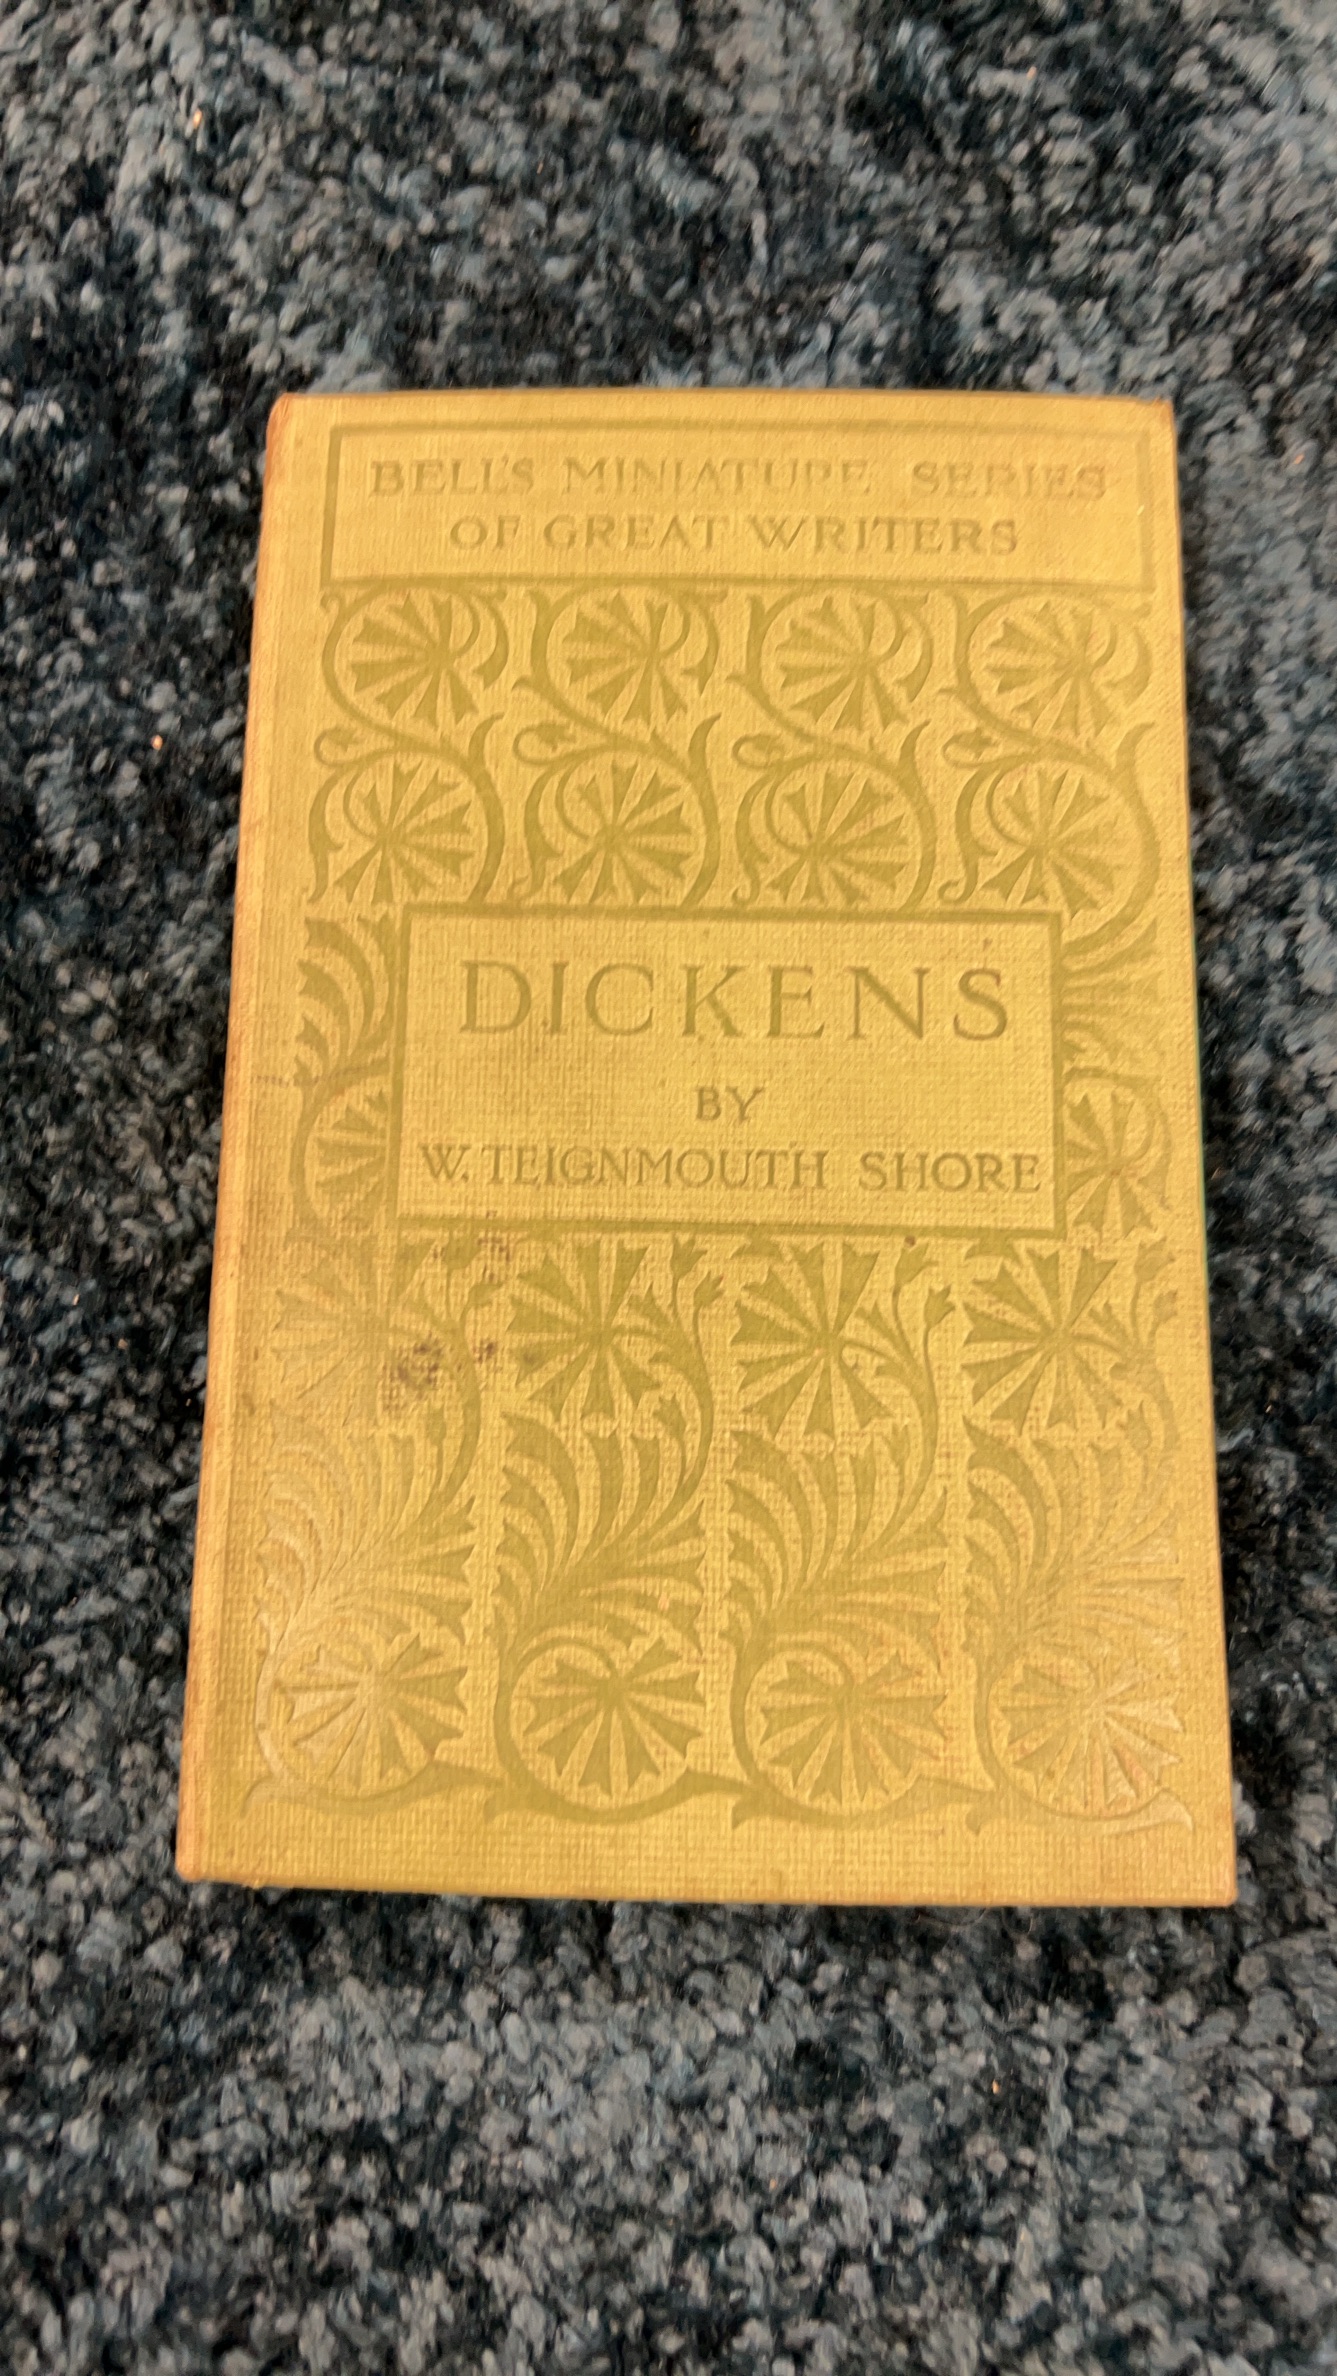 BELL'S MINIATURE SERIES
OF GREAT WRITERS
DICKENS
BY
W. TEIGNMOUTH SHORE